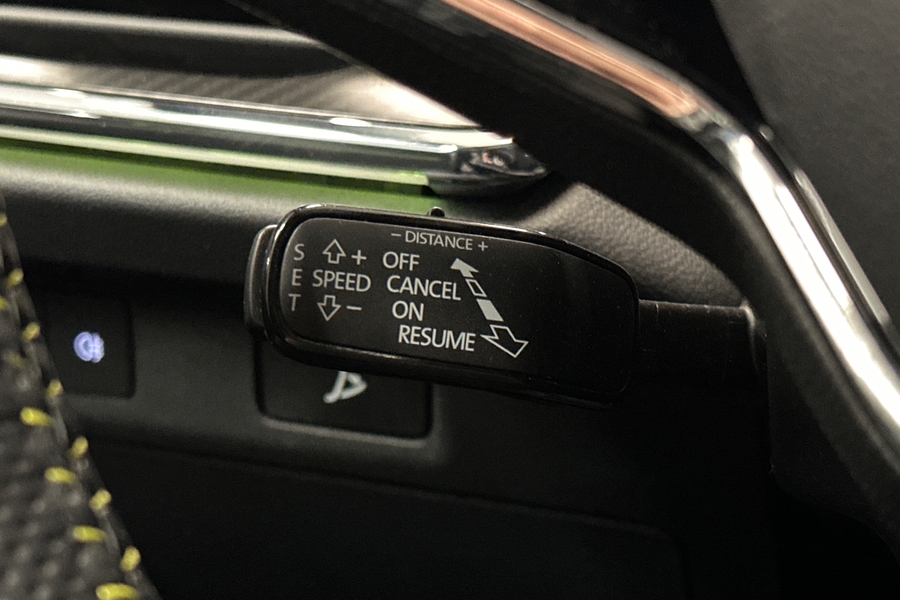 − DISTANCE +
S
E
T
+
SPEED
−
OFF
CANCEL
ON
RESUME